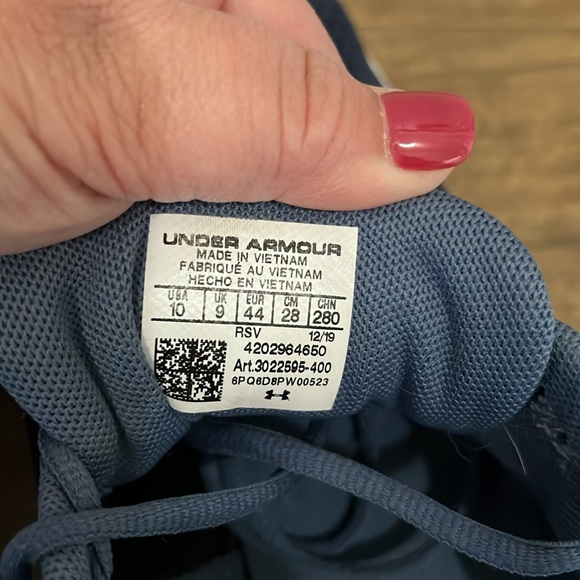 UNDER ARMOUR
MADE IN VIETNAM
FABRIQUÉ AU VIETNAM
HECHO EN VIETNAM
USA UK EUR CM CHN
10 9 44 28 280
RSV 12/19
4202964650
Art.3022595-400
6PQ6D8PW00523